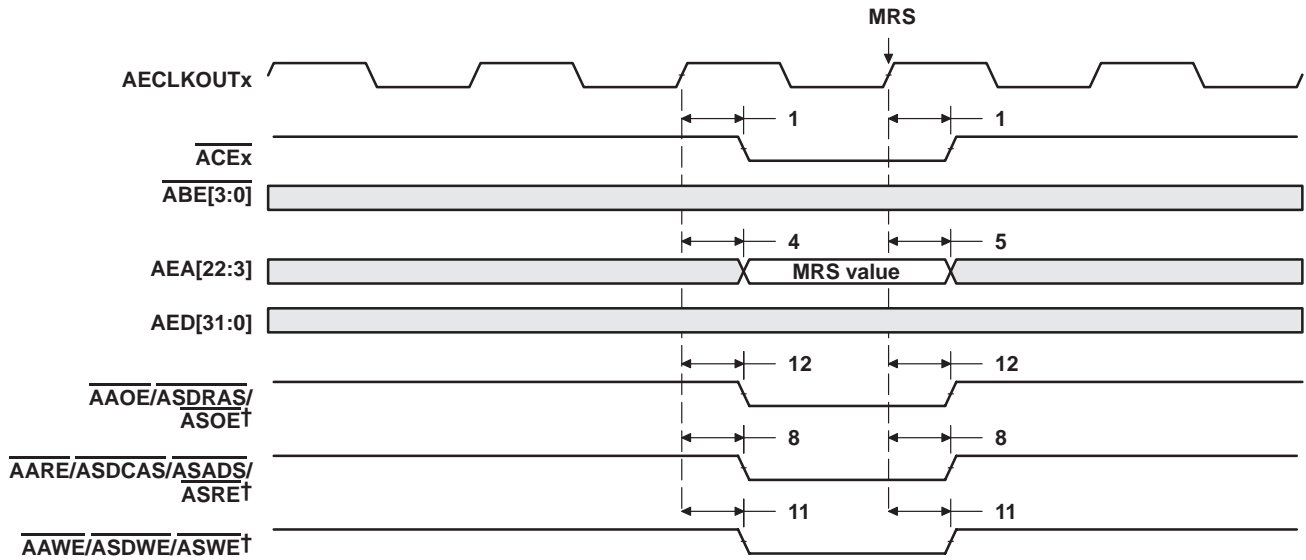 MRS
AECLKOUTx
1 1
ACEx
ABE[3:0]
4 5
AEA[22:3] MRS value
AED[31:0]
12 12
AAOE/ASDRAS/
ASOE†
8 8
AARE/ASDCAS/ASADS/
ASRE†
11 11
AAWE/ASDWE/ASWE†